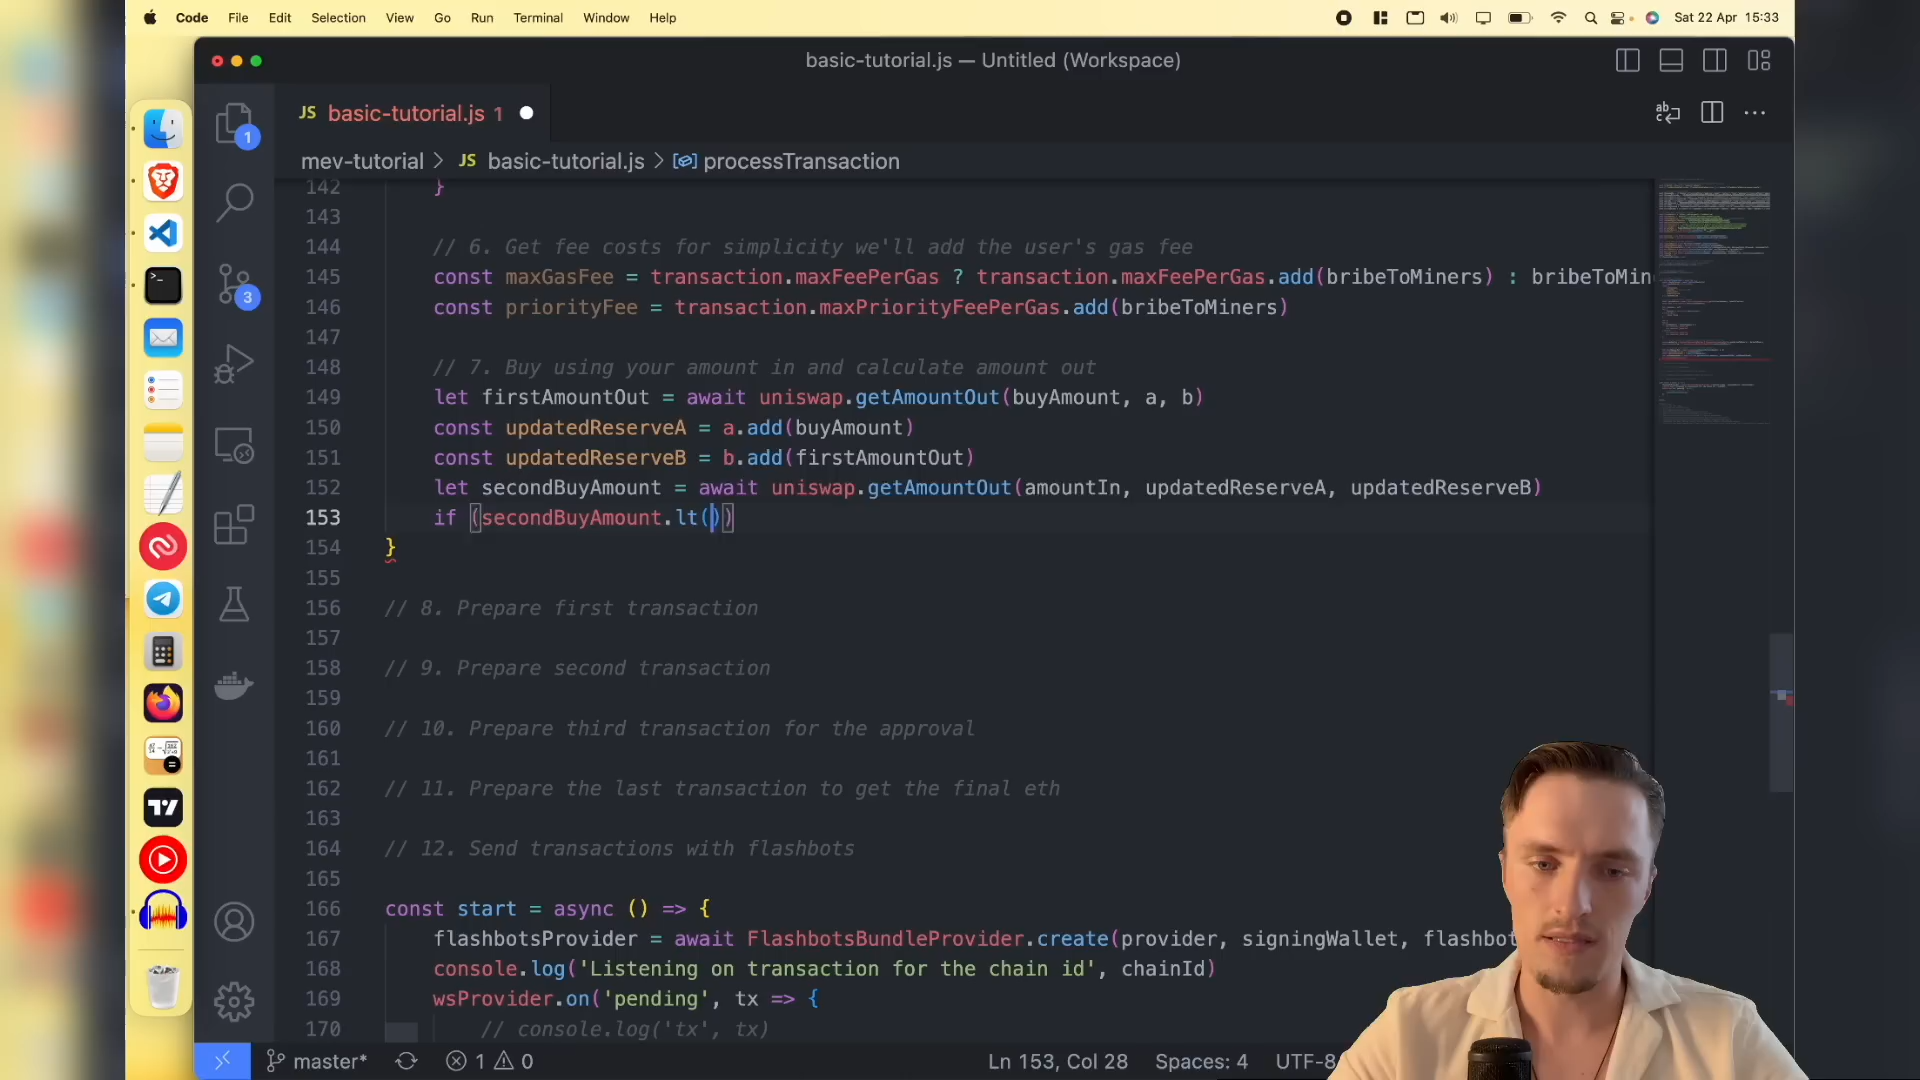 Code File Edit Selection View Go Run Terminal Window Help Sat 22 Apr 15:33
basic-tutorial.js — Untitled (Workspace)
JS basic-tutorial.js 1
mev-tutorial > JS basic-tutorial.js > processTransaction
142 }
143
144 // 6. Get fee costs for simplicity we'll add the user's gas fee
145 const maxGasFee = transaction.maxFeePerGas ? transaction.maxFeePerGas.add(bribeToMiners) : bribeToMin
146 const priorityFee = transaction.maxPriorityFeePerGas.add(bribeToMiners)
147
148 // 7. Buy using your amount in and calculate amount out
149 let firstAmountOut = await uniswap.getAmountOut(buyAmount, a, b)
150 const updatedReserveA = a.add(buyAmount)
151 const updatedReserveB = b.add(firstAmountOut)
152 let secondBuyAmount = await uniswap.getAmountOut(amountIn, updatedReserveA, updatedReserveB)
153 if (secondBuyAmount.lt())
154 }
155
156 // 8. Prepare first transaction
157
158 // 9. Prepare second transaction
159
160 // 10. Prepare third transaction for the approval
161
162 // 11. Prepare the last transaction to get the final eth
163
164 // 12. Send transactions with flashbots
165
166 const start = async () => {
167 flashbotsProvider = await FlashbotsBundleProvider.create(provider, signingWallet, flashbot
168 console.log('Listening on transaction for the chain id', chainId)
169 wsProvider.on('pending', tx => {
170 // console.log('tx', tx)
1
3
master* 1 0 Ln 153, Col 28 Spaces: 4 UTF-8